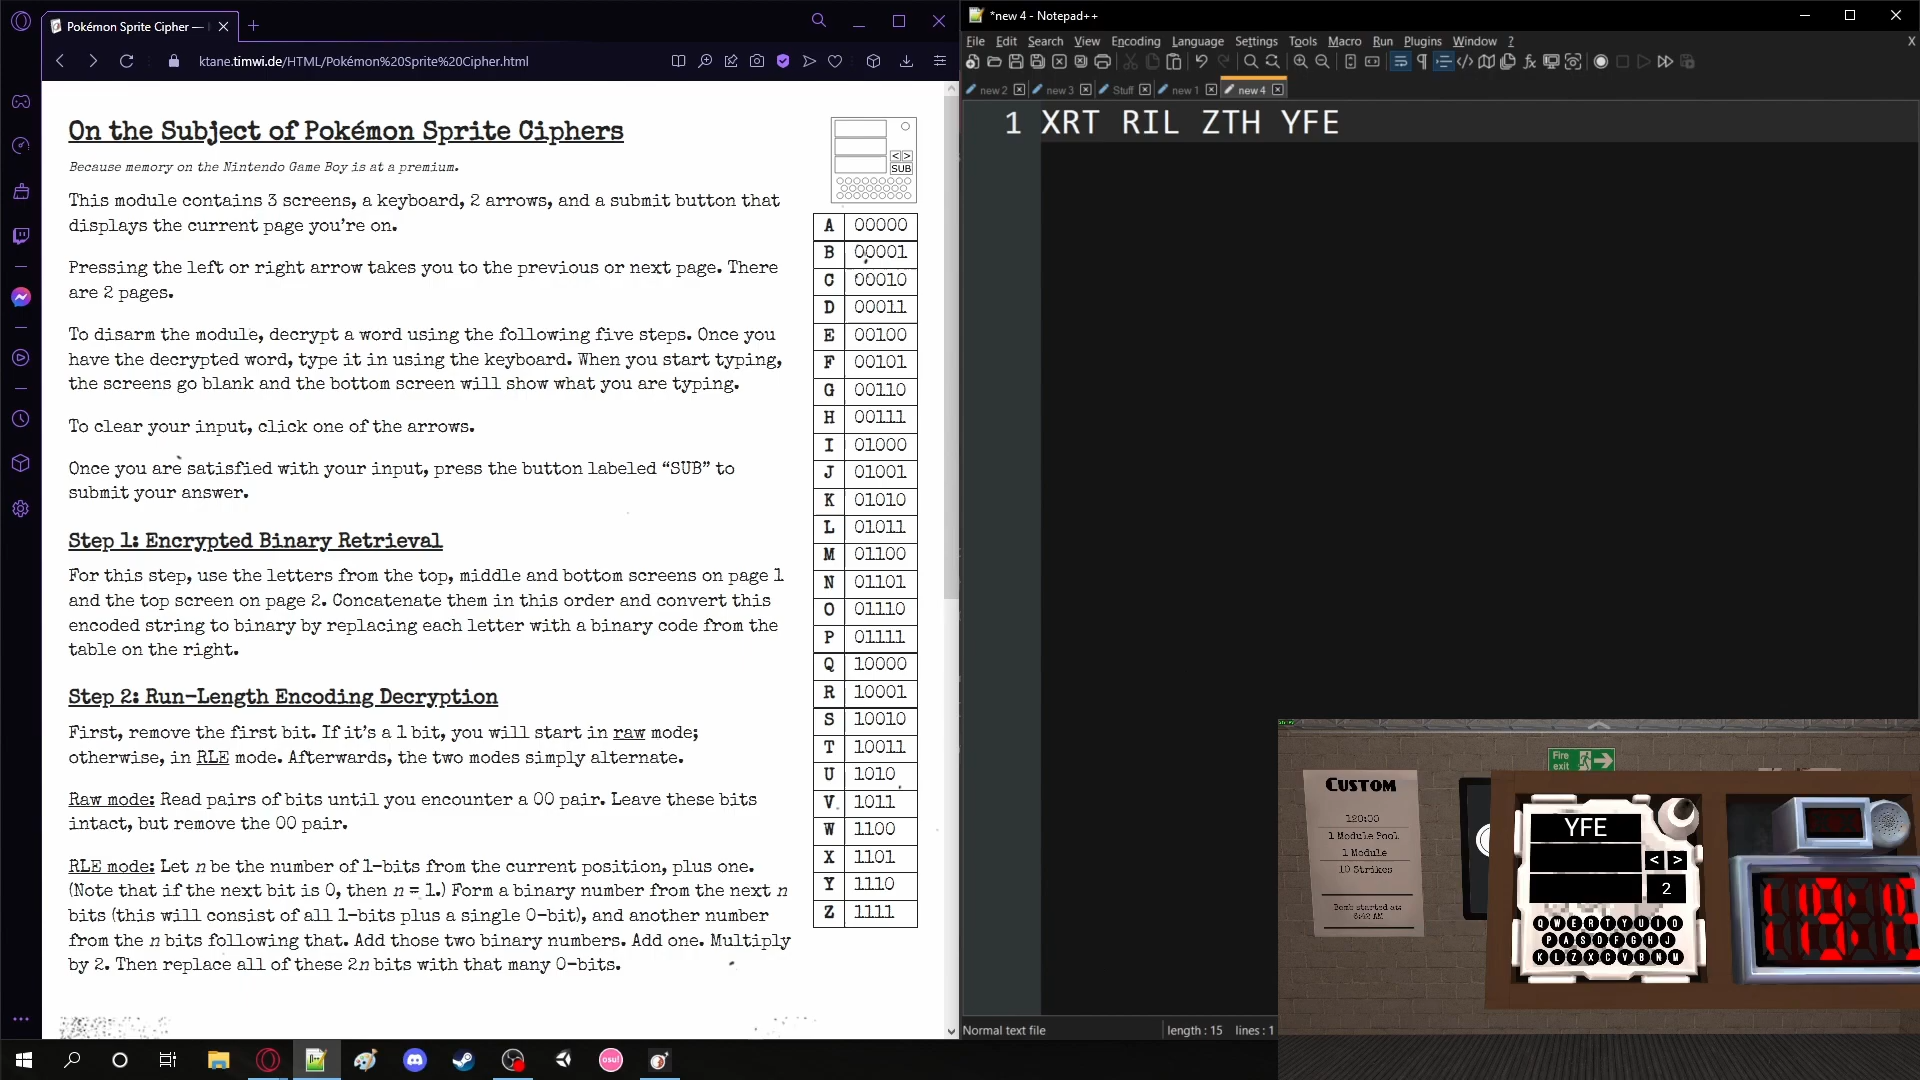 Pokémon Sprite Cipher —
ktane.timwi.de/HTML/Pokémon%20Sprite%20Cipher.html
On the Subject of Pokémon Sprite Ciphers
Because memory on the Nintendo Game Boy is at a premium.
This module contains 3 screens, a keyboard, 2 arrows, and a submit button that
displays the current page you're on.
Pressing the left or right arrow takes you to the previous or next page. There
are 2 pages.
To disarm the module, decrypt a word using the following five steps. Once you
have the decrypted word, type it in using the keyboard. When you start typing,
the screens go blank and the bottom screen will show what you are typing.
To clear your input, click one of the arrows.
Once you are satisfied with your input, press the button labeled “SUB” to
submit your answer.
Step 1: Encrypted Binary Retrieval
For this step, use the letters from the top, middle and bottom screens on page 1
and the top screen on page 2. Concatenate them in this order and convert this
encoded string to binary by replacing each letter with a binary code from the
table on the right.
Step 2: Run-Length Encoding Decryption
First, remove the first bit. If it's a 1 bit, you will start in raw mode;
otherwise, in RLE mode. Afterwards, the two modes simply alternate.
Raw mode: Read pairs of bits until you encounter a 00 pair. Leave these bits
intact, but remove the 00 pair.
RLE mode: Let n be the number of 1-bits from the current position, plus one.
(Note that if the next bit is 0, then n = 1.) Form a binary number from the next n
bits (this will consist of all 1-bits plus a single 0-bit), and another number
from the n bits following that. Add those two binary numbers. Add one. Multiply
by 2. Then replace all of these 2n bits with that many 0-bits.
< >
SUB
A 00000
B 00001
C 00010
D 00011
E 00100
F 00101
G 00110
H 00111
I 01000
J 01001
K 01010
L 01011
M 01100
N 01101
O 01110
P 01111
Q 10000
R 10001
S 10010
T 10011
U 1010
V 1011
W 1100
X 1101
Y 1110
Z 1111
*new 4 - Notepad++
File Edit Search View Encoding Language Settings Tools Macro Run Plugins Window ?
X
new 2 new 3 Stuff new 1 new 4
1 XRT RIL ZTH YFE
Normal text file length : 15 lines : 1
Fire
exit
CUSTOM
120:00
1 Module Pool
1 Module
10 Strikes
Bomb started at:
YFE
< >
2
Q W E R T Y U I O
P A S D F G H J
K L Z X C V B N M
osu!